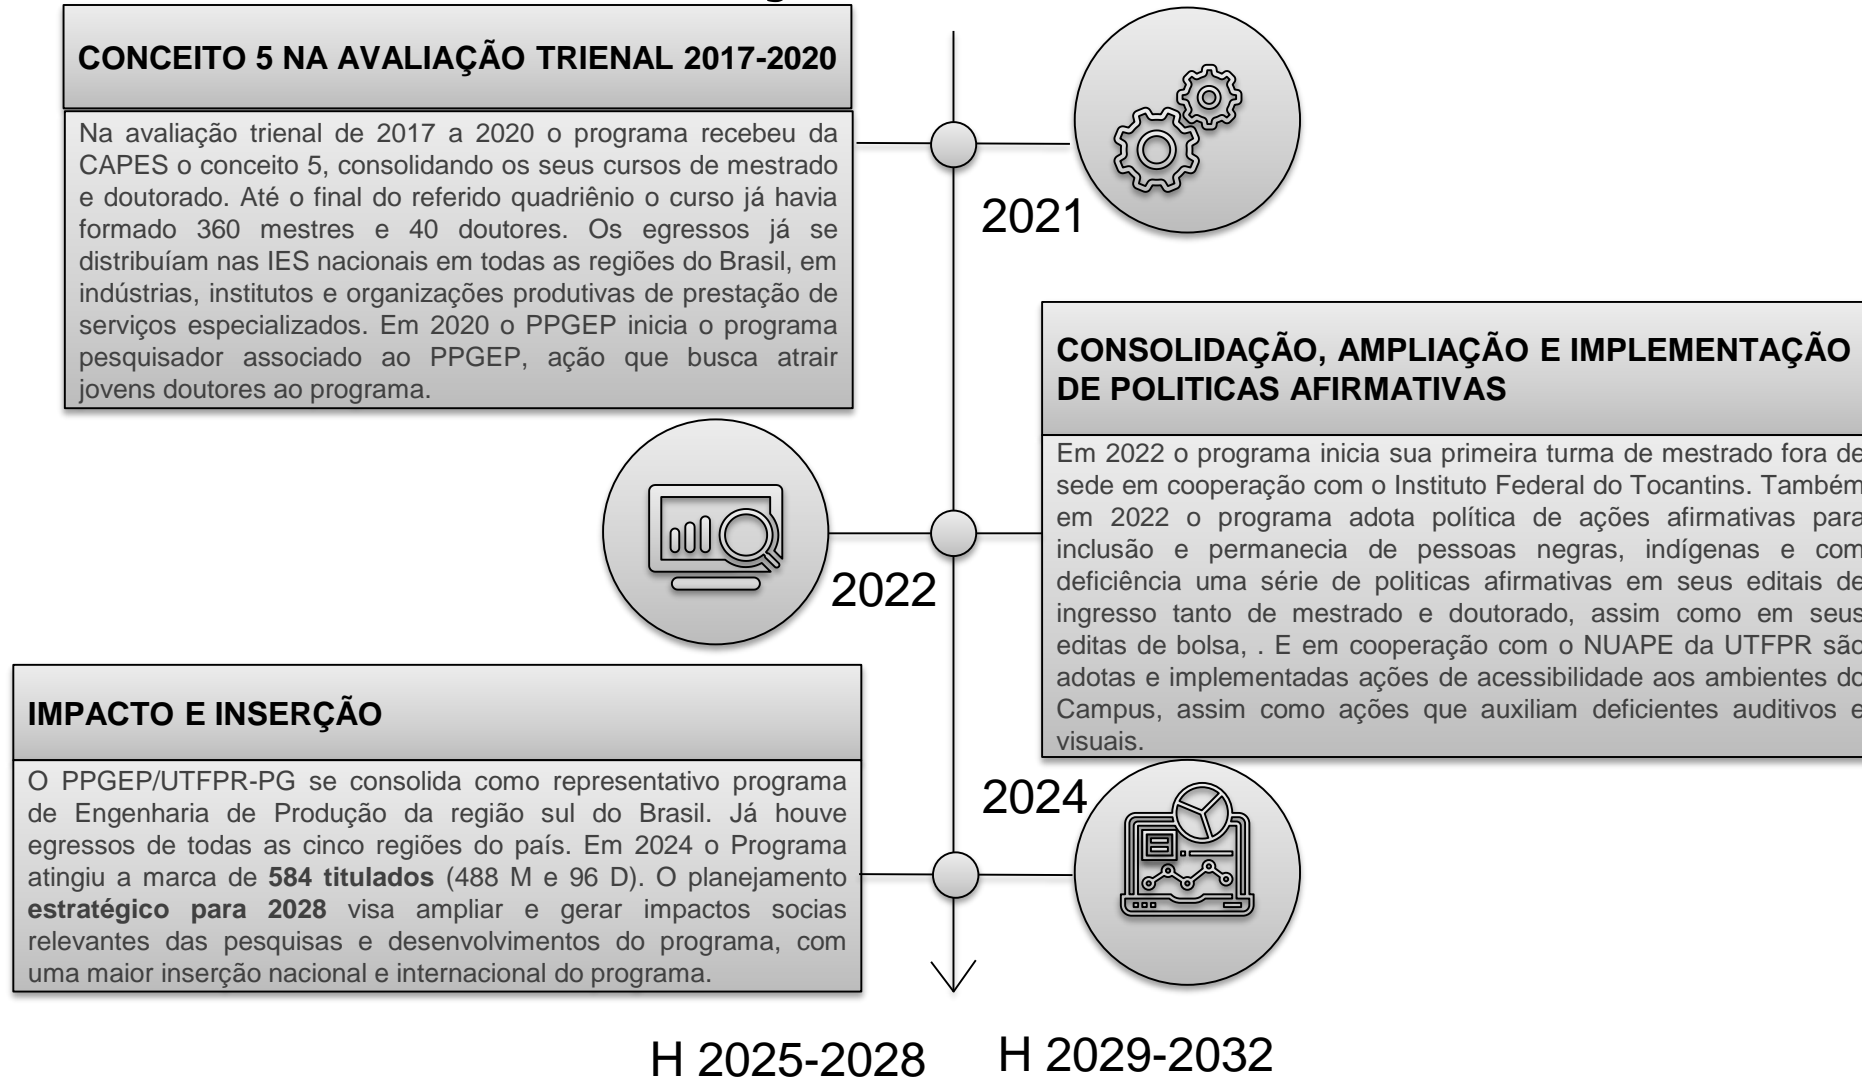 CONCEITO 5 NA AVALIAÇÃO TRIENAL 2017-2020
Na avaliação trienal de 2017 a 2020 o programa recebeu da
CAPES o conceito 5, consolidando os seus cursos de mestrado
e doutorado. Até o final do referido quadriênio o curso já havia
formado 360 mestres e 40 doutores. Os egressos já se
distribuíam nas IES nacionais em todas as regiões do Brasil, em
indústrias, institutos e organizações produtivas de prestação de
serviços especializados. Em 2020 o PPGEP inicia o programa
pesquisador associado ao PPGEP, ação que busca atrair
jovens doutores ao programa.
2021
CONSOLIDAÇÃO, AMPLIAÇÃO E IMPLEMENTAÇÃO
DE POLITICAS AFIRMATIVAS
Em 2022 o programa inicia sua primeira turma de mestrado fora de
sede em cooperação com o Instituto Federal do Tocantins. Também
em 2022 o programa adota política de ações afirmativas para
inclusão e permanecia de pessoas negras, indígenas e com
deficiência uma série de politicas afirmativas em seus editais de
ingresso tanto de mestrado e doutorado, assim como em seus
editas de bolsa, . E em cooperação com o NUAPE da UTFPR são
adotas e implementadas ações de acessibilidade aos ambientes do
Campus, assim como ações que auxiliam deficientes auditivos e
visuais.
2022
IMPACTO E INSERÇÃO
O PPGEP/UTFPR-PG se consolida como representativo programa
de Engenharia de Produção da região sul do Brasil. Já houve
egressos de todas as cinco regiões do país. Em 2024 o Programa
atingiu a marca de 584 titulados (488 M e 96 D). O planejamento
estratégico para 2028 visa ampliar e gerar impactos socias
relevantes das pesquisas e desenvolvimentos do programa, com
uma maior inserção nacional e internacional do programa.
2024
H 2025-2028
H 2029-2032